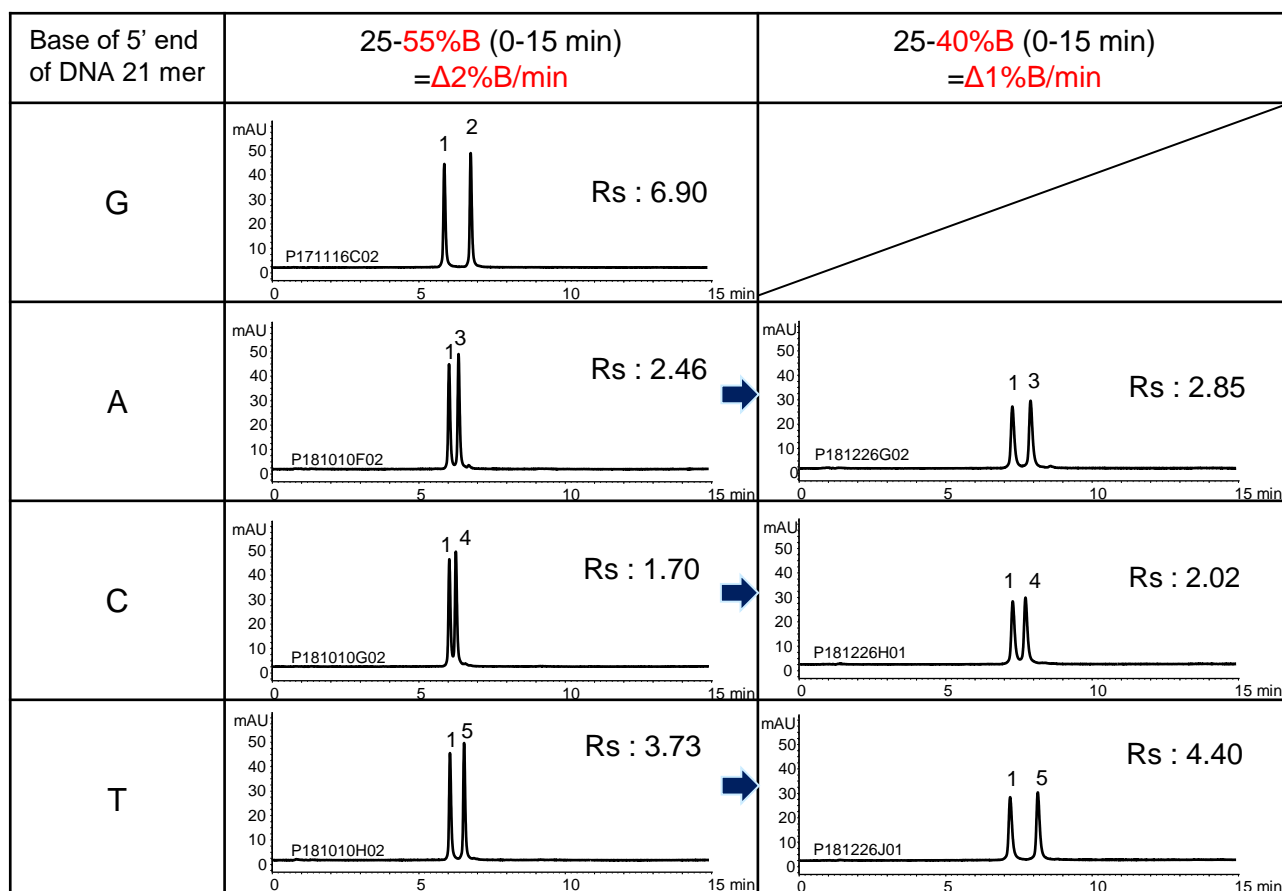 Base of 5' end
of DNA 21 mer
25-55%B (0-15 min)
=Δ2%B/min
25-40%B (0-15 min)
=Δ1%B/min
G
mAU
50
40
30
20
10
0
1
2
Rs : 6.90
P171116C02
0
5
10
15 min
A
mAU
50
40
30
20
10
0
1
3
Rs : 2.46
P181010F02
0
5
10
15 min
mAU
50
40
30
20
10
0
1
3
Rs : 2.85
P181226G02
0
5
10
15 min
C
mAU
50
40
30
20
10
0
1
4
Rs : 1.70
P181010G02
0
5
10
15 min
mAU
50
40
30
20
10
0
1
4
Rs : 2.02
P181226H01
0
5
10
15 min
T
mAU
50
40
30
20
10
0
1
5
Rs : 3.73
P181010H02
0
5
10
15 min
mAU
50
40
30
20
10
0
1
5
Rs : 4.40
P181226J01
0
5
10
15 min